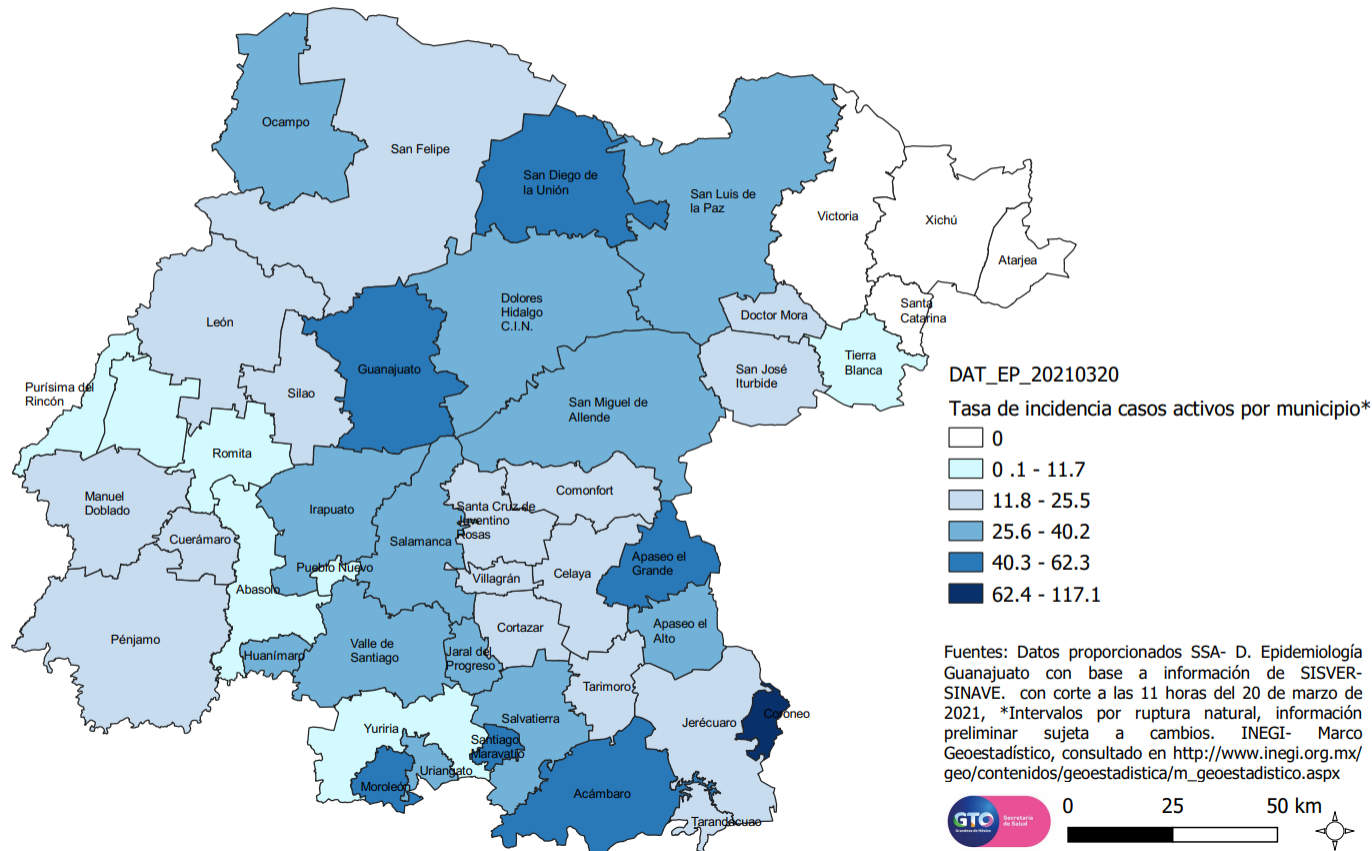 Ocampo
San Felipe
San Diego de
la Unión
San Luis de
la Paz
Victoria
Xichú
Atarjea
Santa
Catarina
Dolores
Hidalgo
C.I.N.
Doctor Mora
León
Tierra
Blanca
Guanajuato
San José
Iturbide
Purísima del
Rincón
Silao
San Miguel de
Allende
Romita
Manuel
Doblado
Comonfort
Irapuato
Santa Cruz de
Juventino
Rosas
Cuerámaro
Salamanca
Apaseo el
Grande
Pueblo Nuevo
Villagrán
Celaya
Abasolo
Pénjamo
Cortazar
Apaseo el
Alto
Valle de
Santiago
Huanímaro
Jaral del
Progreso
Tarimoro
Yuriria
Salvatierra
Jerécuaro
Coroneo
Santiago
Maravatío
Uriangato
Moroleón
Acámbaro
Tarandacuao
DAT_EP_20210320
Tasa de incidencia casos activos por municipio*
0
0 .1 - 11.7
11.8 - 25.5
25.6 - 40.2
40.3 - 62.3
62.4 - 117.1
Fuentes: Datos proporcionados SSA- D. Epidemiología
Guanajuato con base a información de SISVER-
SINAVE. con corte a las 11 horas del 20 de marzo de
2021, *Intervalos por ruptura natural, información
preliminar sujeta a cambios. INEGI- Marco
Geoestadístico, consultado en http://www.inegi.org.mx/
geo/contenidos/geoestadistica/m_geoestadistico.aspx
GTO
Grandeza de México
Secretaría
de Salud
0 25 50 km